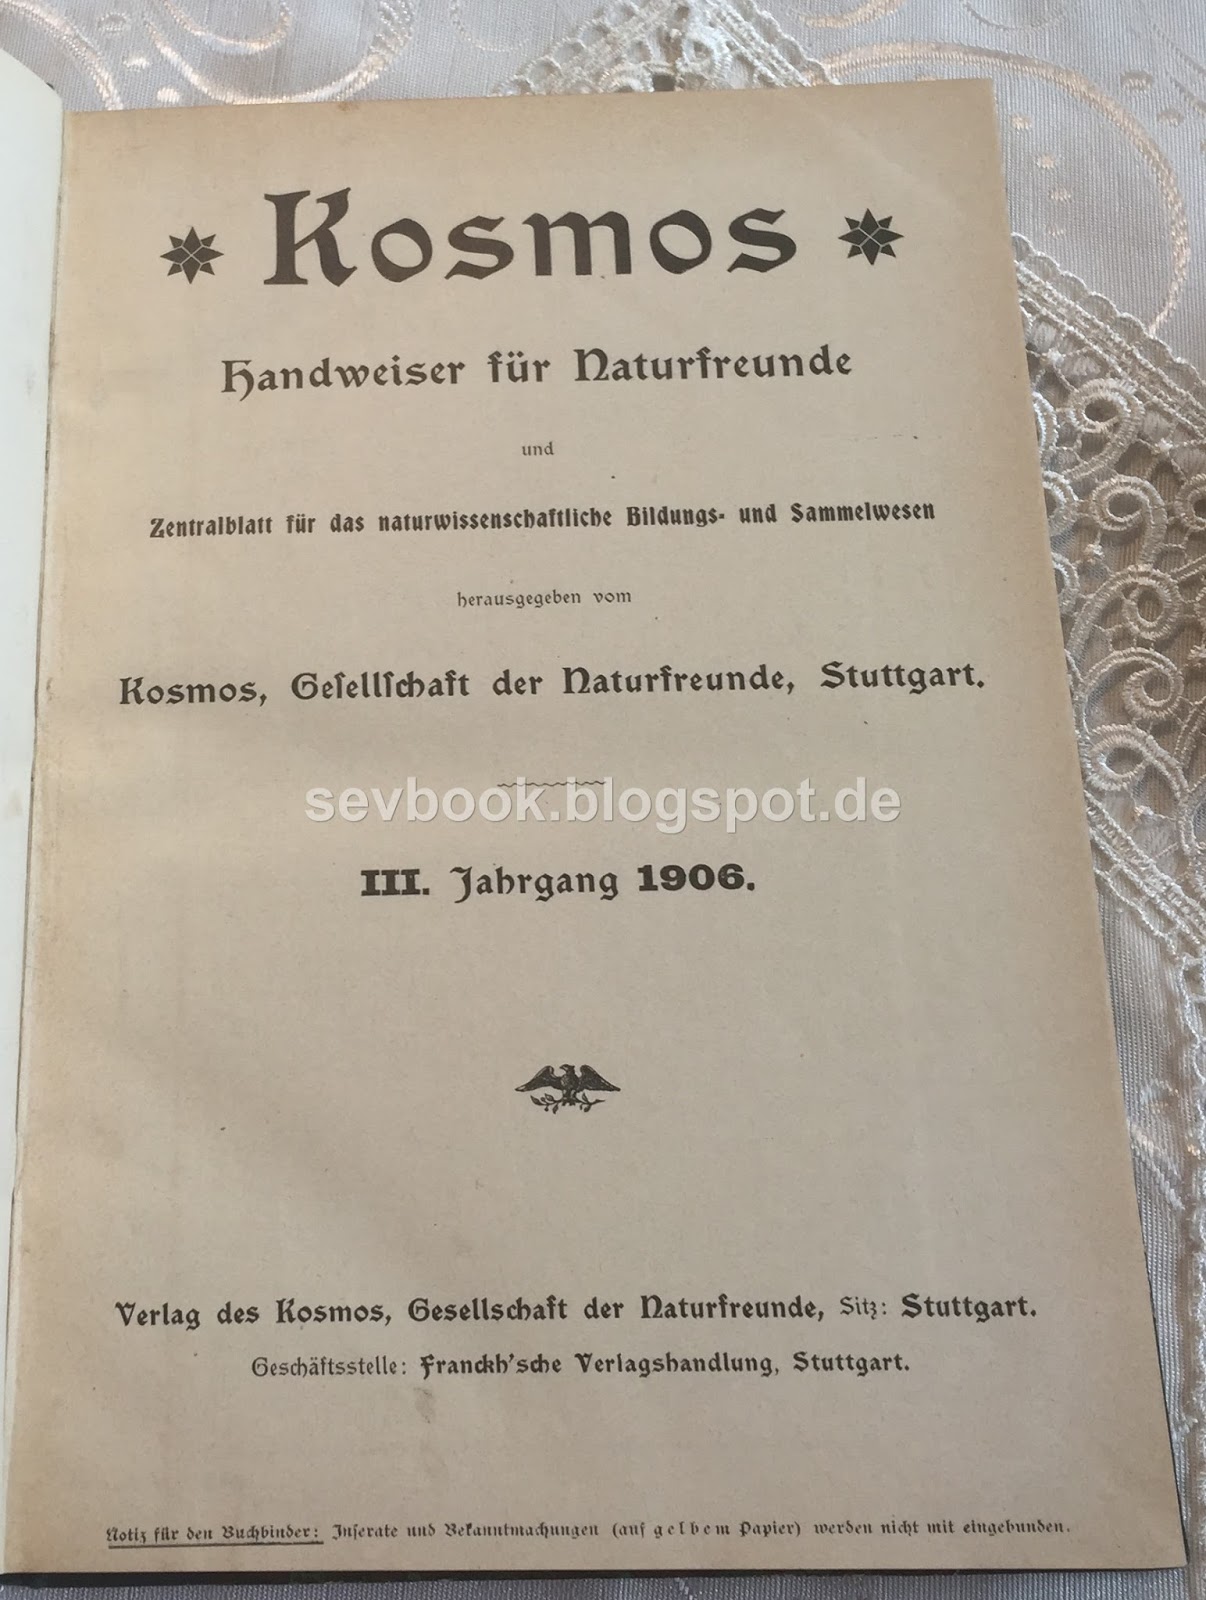 Kosmos
Handweiser für Naturfreunde
und
Zentralblatt für das naturwissenschaftliche Bildungs- und Sammelwesen
herausgegeben vom
Kosmos, Geſellſchaft der Naturfreunde, Stuttgart.
sevbook.blogspot.de
III. Jahrgang 1906.
Verlag des Kosmos, Gesellschaft der Naturfreunde, Sitz: Stuttgart.
Geschäftsstelle: Franckh'sche Verlagshandlung, Stuttgart.
Notiz für den Buchbinder: Inſerate und Bekanntmachungen (auf gelbem Papier) werden nicht mit eingebunden.